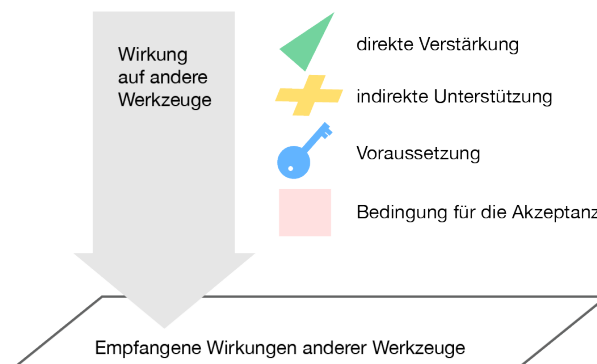 Wirkung
auf andere
Werkzeuge
direkte Verstärkung
indirekte Unterstützung
Voraussetzung
Bedingung für die Akzeptanz
Empfangene Wirkungen anderer Werkzeuge